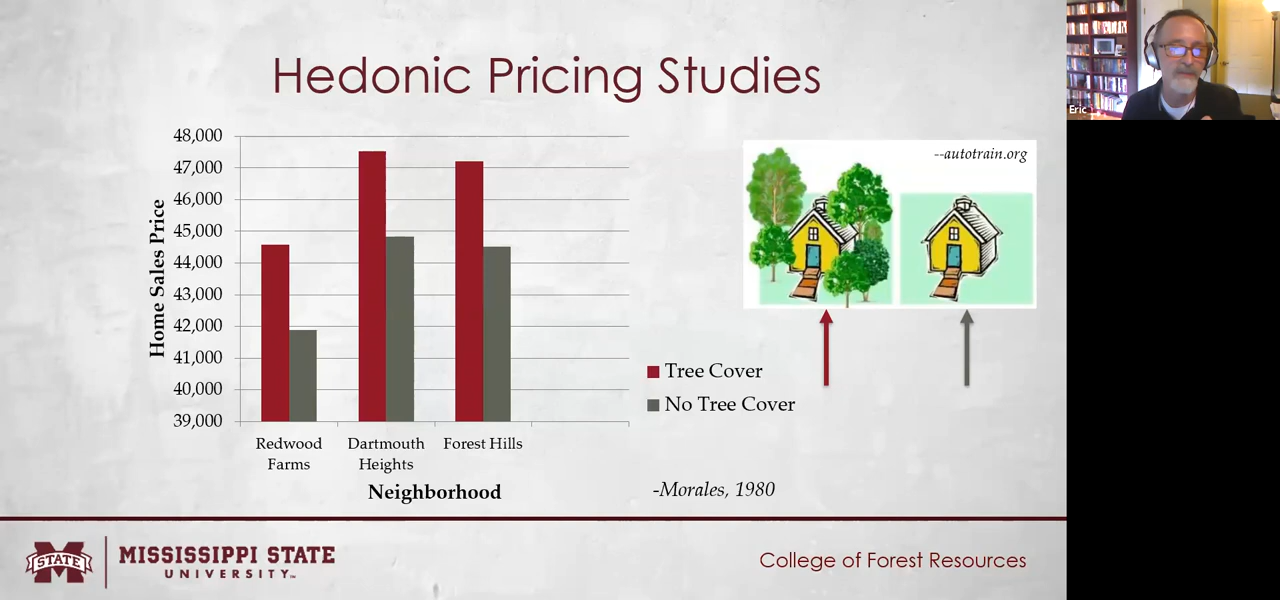 Hedonic Pricing Studies
Eric
48,000
47,000
46,000
45,000
44,000
43,000
42,000
41,000
40,000
39,000
Home Sales Price
Redwood Farms
Dartmouth Heights
Forest Hills
Neighborhood
--autotrain.org
Tree Cover
No Tree Cover
-Morales, 1980
STATE
MISSISSIPPI STATE
UNIVERSITY™
College of Forest Resources